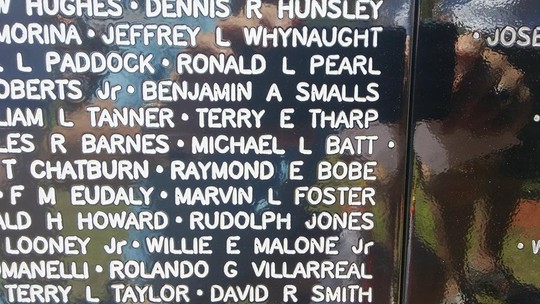 W HUGHES • DENNIS R HUNSLEY
MORINA • JEFFREY L WHYNAUGHT
L PADDOCK • RONALD L PEARL
OBERTS Jr • BENJAMIN A SMALLS
LIAM L TANNER • TERRY E THARP
LES R BARNES • MICHAEL L BATT •
T CHATBURN • RAYMOND E BOBE
• F M EUDALY • MARVIN L FOSTER
ALD H HOWARD • RUDOLPH JONES
LOONEY Jr • WILLIE E MALONE Jr
OMANELLI • ROLANDO G VILLARREAL
TERRY L TAYLOR • DAVID R SMITH
• JOSE
• W